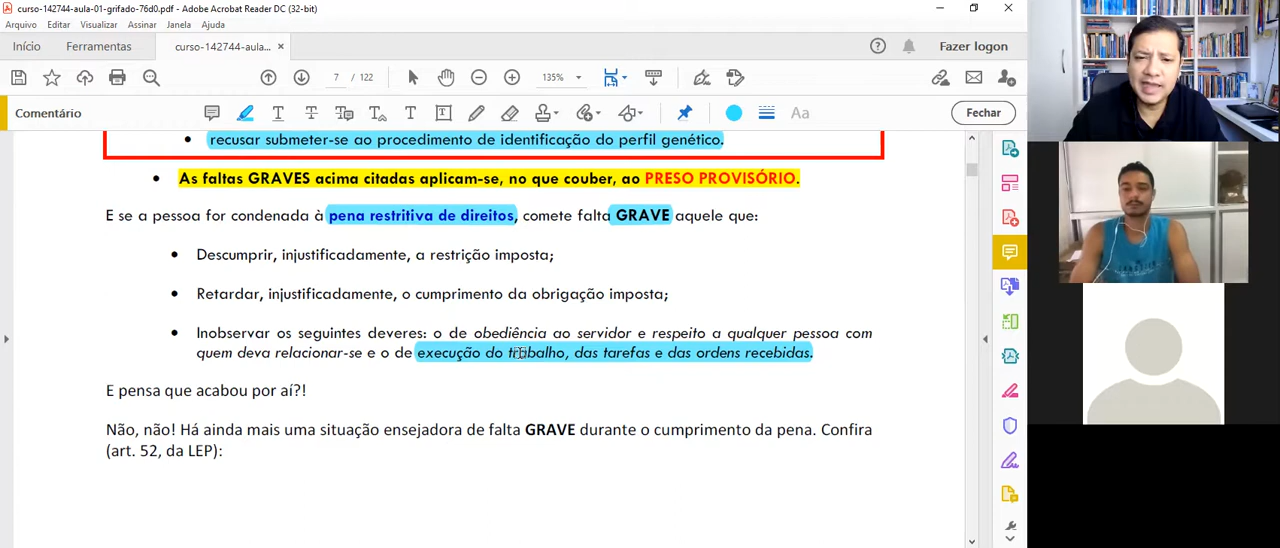 curso-142744-aula-01-grifado-76d0.pdf - Adobe Acrobat Reader DC (32-bit)
Arquivo Editar Visualizar Assinar Janela Ajuda
Início Ferramentas curso-142744-aula... × Fazer logon
7 / 122 135%
Comentário Aa Fechar
• recusar submeter-se ao procedimento de identificação do perfil genético.
• As faltas GRAVES acima citadas aplicam-se, no que couber, ao PRESO PROVISÓRIO.
E se a pessoa for condenada à pena restritiva de direitos, comete falta GRAVE aquele que:
• Descumprir, injustificadamente, a restrição imposta;
• Retardar, injustificadamente, o cumprimento da obrigação imposta;
• Inobservar os seguintes deveres: o de obediência ao servidor e respeito a qualquer pessoa com
quem deva relacionar-se e o de execução do trabalho, das tarefas e das ordens recebidas.
E pensa que acabou por aí?!
Não, não! Há ainda mais uma situação ensejadora de falta GRAVE durante o cumprimento da pena. Confira
(art. 52, da LEP):